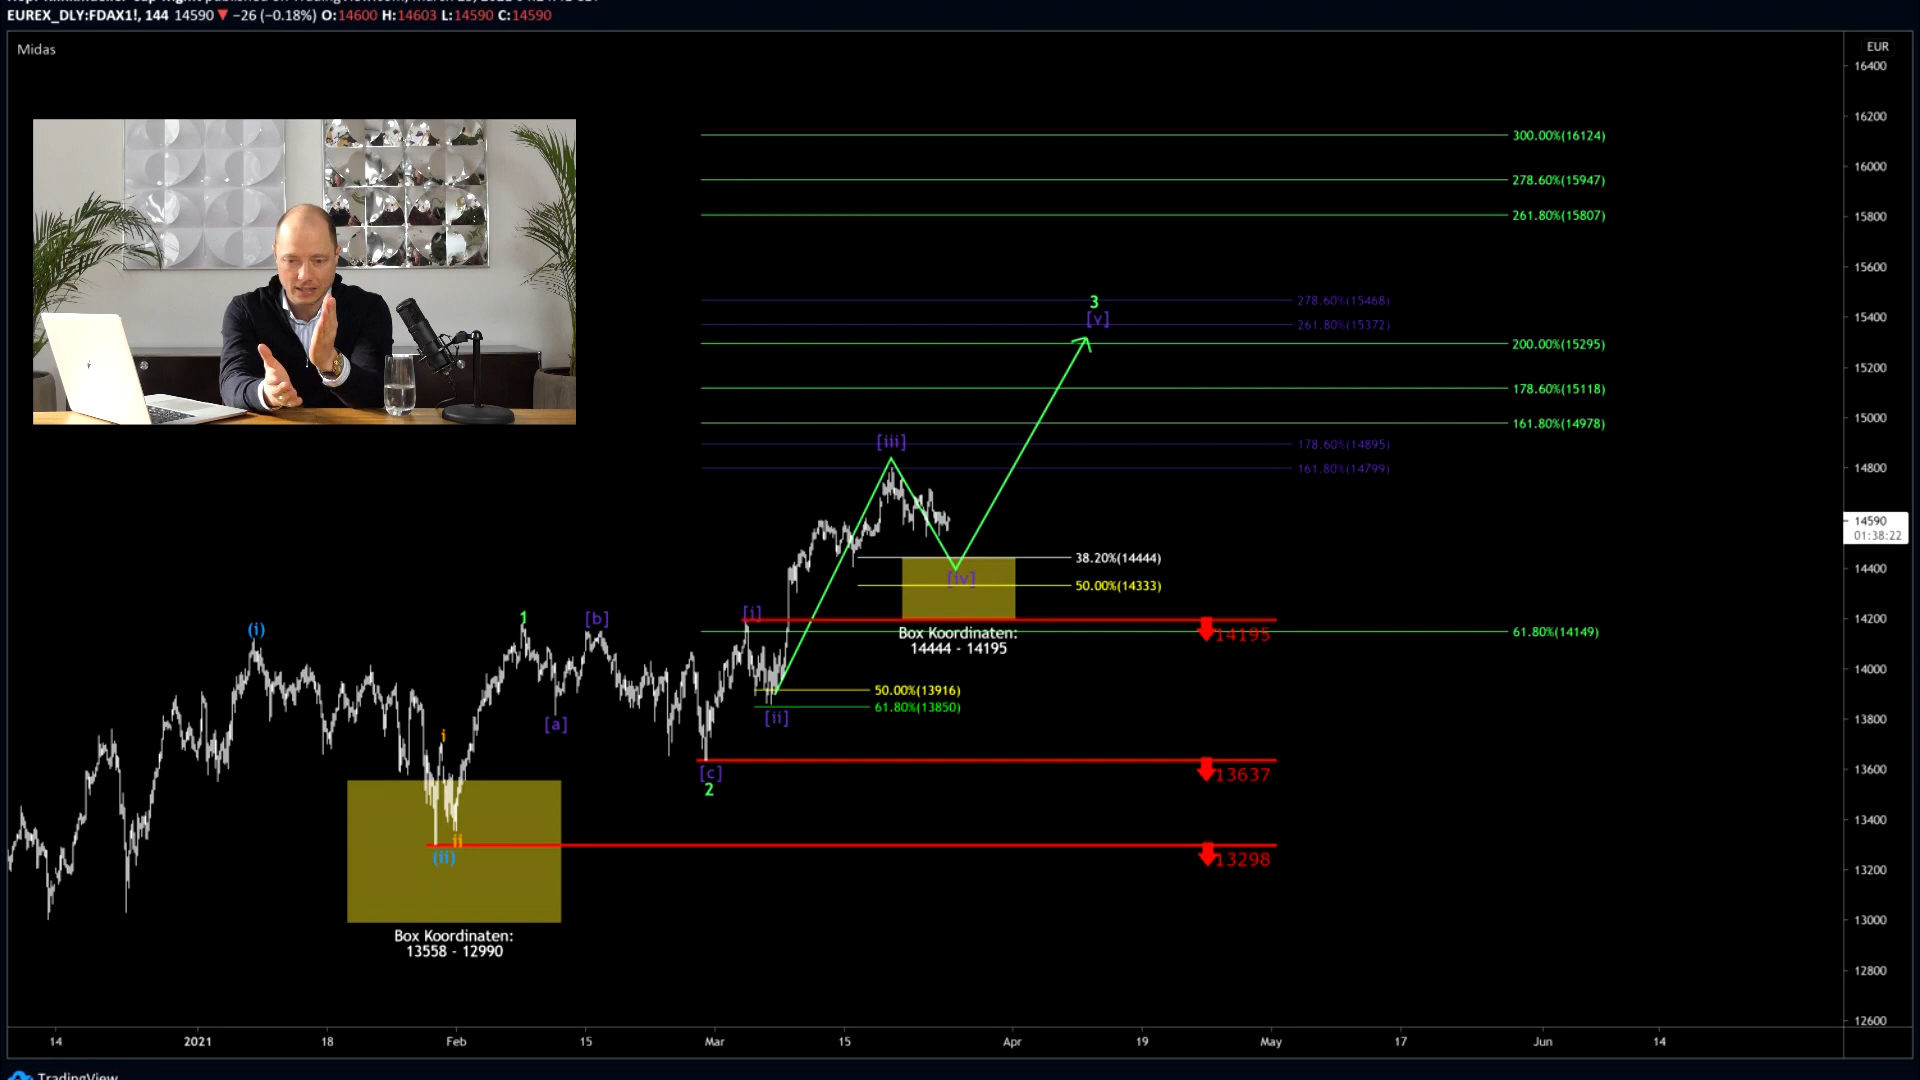 EUREX_DLY:FDAX1!, 144 14590 ▼ −26 (−0.18%) O:14600 H:14603 L:14590 C:14590
Midas
EUR
16400
16200
16000
15800
15600
15400
15200
15000
14800
14590
01:38:22
14400
14200
14000
13800
13600
13400
13200
13000
12800
12600
300.00%(16124)
278.60%(15947)
261.80%(15807)
278.60%(15468)
261.80%(15372)
200.00%(15295)
178.60%(15118)
161.80%(14978)
178.60%(14895)
161.80%(14799)
3
[v]
[iii]
38.20%(14444)
[iv]
50.00%(14333)
14195
61.80%(14149)
Box Koordinaten:
14444 - 14195
(i)
1
[b]
[i]
[a]
50.00%(13916)
61.80%(13850)
[ii]
i
[c]
2
13637
ii
(ii)
13298
Box Koordinaten:
13558 - 12990
14 2021 18 Feb 15 Mar 15 Apr 19 May 17 Jun 14
TradingView